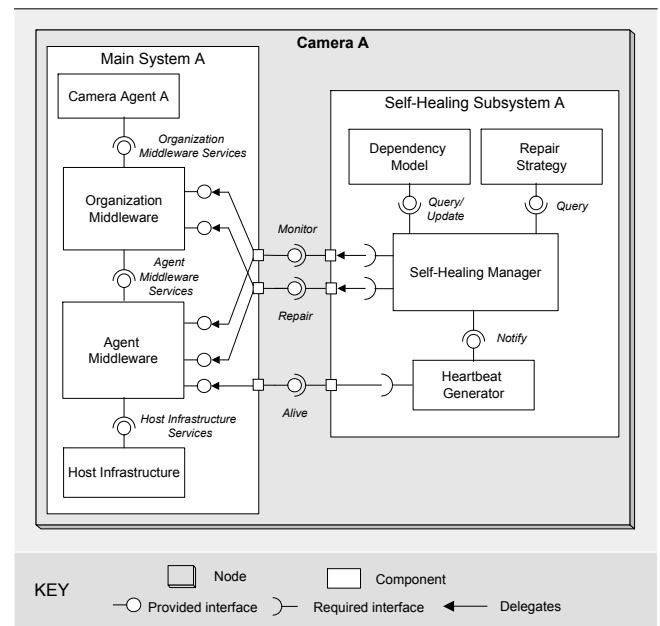 Camera A
Main System A
Camera Agent A
Organization
Middleware Services
Organization
Middleware
Agent
Middleware
Services
Agent
Middleware
Host Infrastructure
Services
Host Infrastructure
Monitor
Repair
Alive
Self-Healing Subsystem A
Dependency
Model
Repair
Strategy
Query/
Update
Query
Self-Healing Manager
Notify
Heartbeat
Generator
KEY
Node
Component
Provided interface
Required interface
Delegates